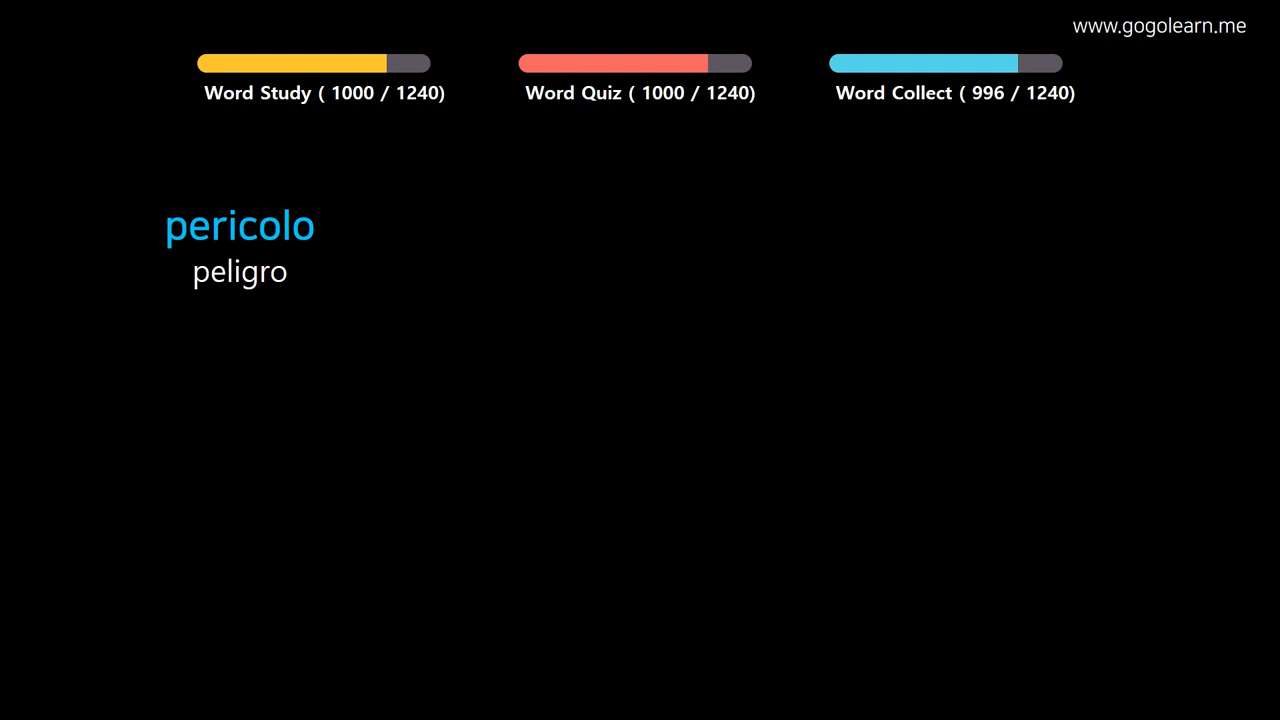 www.gogolearn.me
Word Study ( 1000 / 1240)
Word Quiz ( 1000 / 1240)
Word Collect ( 996 / 1240)
pericolo
peligro